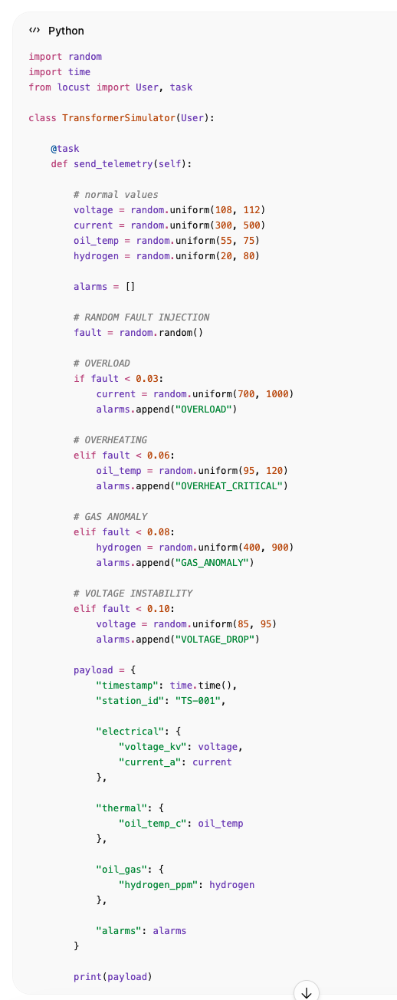 Python
import random
import time
from locust import User, task
class TransformerSimulator(User):
@task
def send_telemetry(self):
# normal values
voltage = random.uniform(108, 112)
current = random.uniform(300, 500)
oil_temp = random.uniform(55, 75)
hydrogen = random.uniform(20, 80)
alarms = []
# RANDOM FAULT INJECTION
fault = random.random()
# OVERLOAD
if fault < 0.03:
current = random.uniform(700, 1000)
alarms.append("OVERLOAD")
# OVERHEATING
elif fault < 0.06:
oil_temp = random.uniform(95, 120)
alarms.append("OVERHEAT_CRITICAL")
# GAS ANOMALY
elif fault < 0.08:
hydrogen = random.uniform(400, 900)
alarms.append("GAS_ANOMALY")
# VOLTAGE INSTABILITY
elif fault < 0.10:
voltage = random.uniform(85, 95)
alarms.append("VOLTAGE_DROP")
payload = {
"timestamp": time.time(),
"station_id": "TS-001",
"electrical": {
"voltage_kv": voltage,
"current_a": current
},
"thermal": {
"oil_temp_c": oil_temp
},
"oil_gas": {
"hydrogen_ppm": hydrogen
},
"alarms": alarms
}
print(payload)